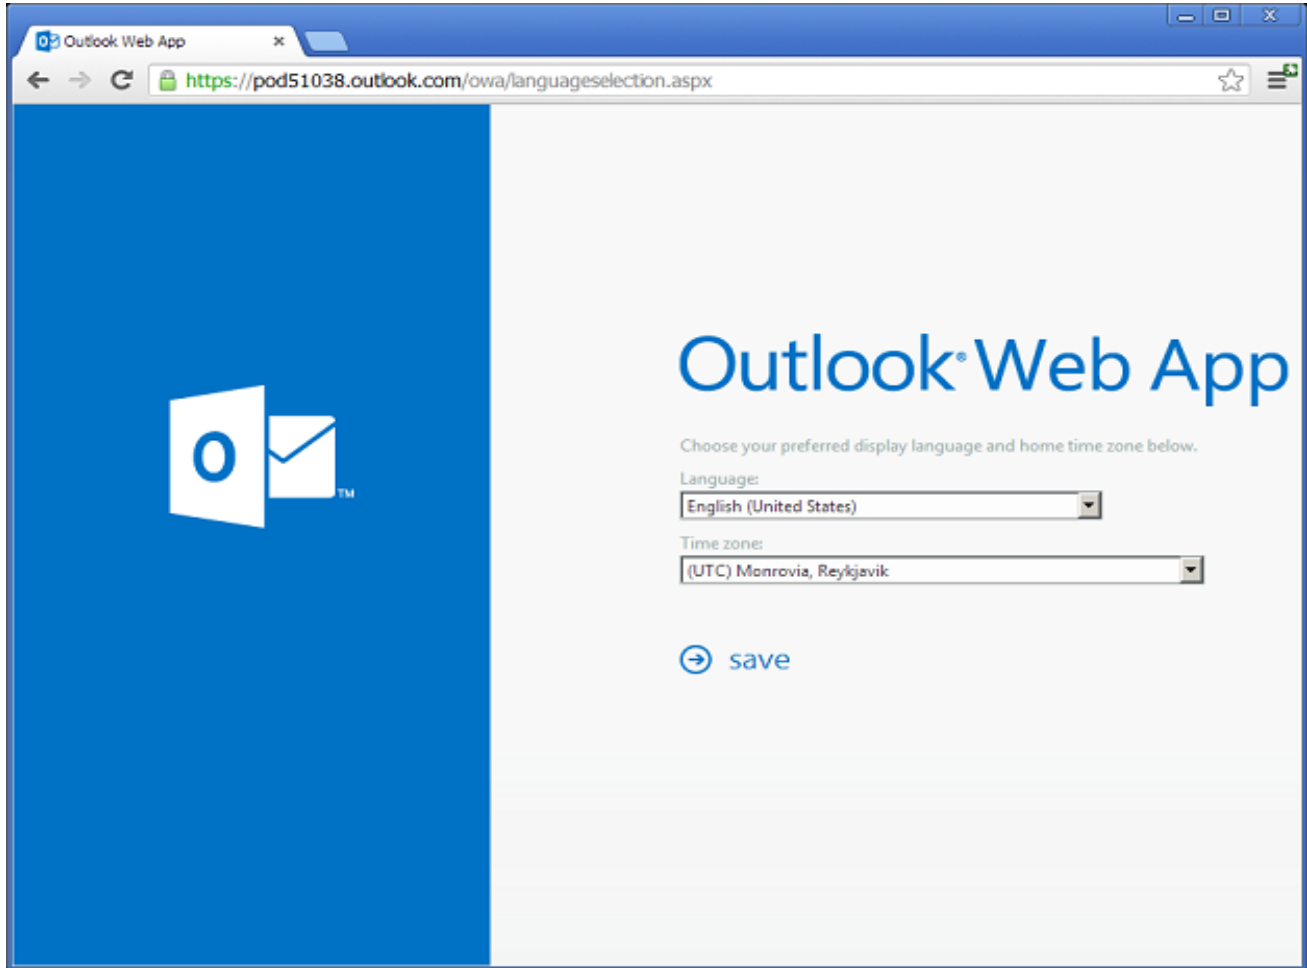 Outlook Web App
https://pod51038.outlook.com/owa/languageselection.aspx
Outlook® Web App
Choose your preferred display language and home time zone below.
Language:
English (United States)
Time zone:
(UTC) Monrovia, Reykjavik
save
O
TM